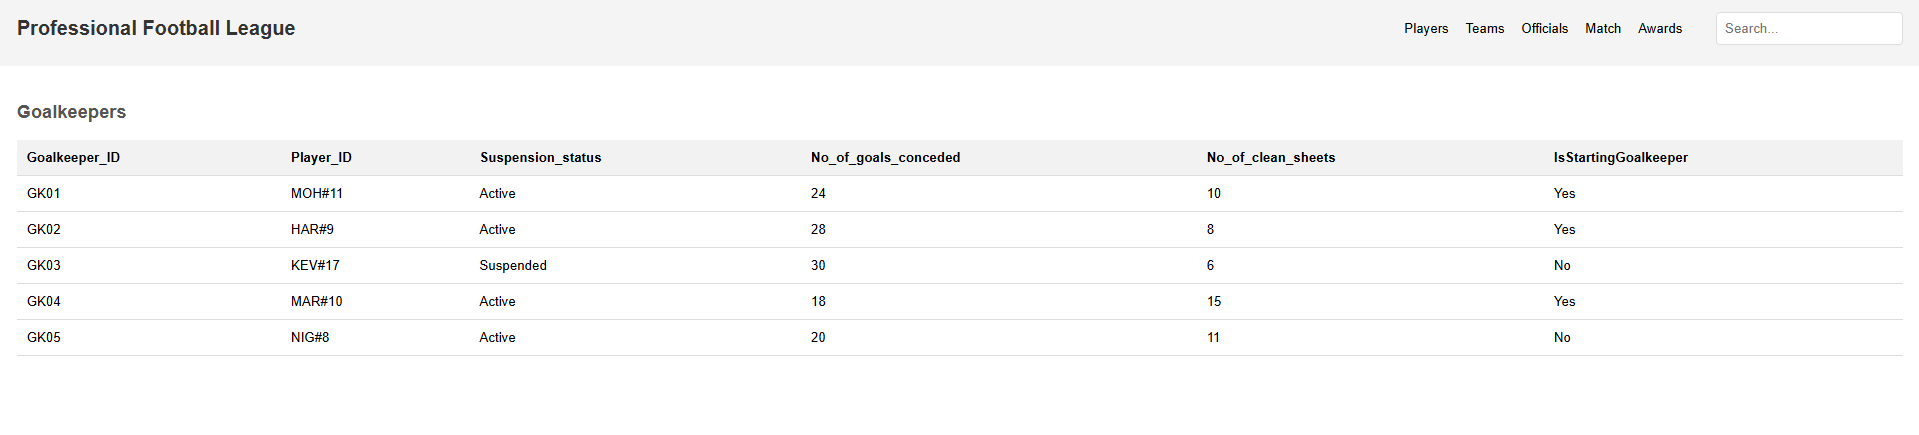 Professional Football League Players Teams Officials Match Awards Search...
Goalkeepers
Goalkeeper_ID Player_ID Suspension_status No_of_goals_conceded No_of_clean_sheets IsStartingGoalkeeper
GK01 MOH#11 Active 24 10 Yes
GK02 HAR#9 Active 28 8 Yes
GK03 KEV#17 Suspended 30 6 No
GK04 MAR#10 Active 18 15 Yes
GK05 NIG#8 Active 20 11 No